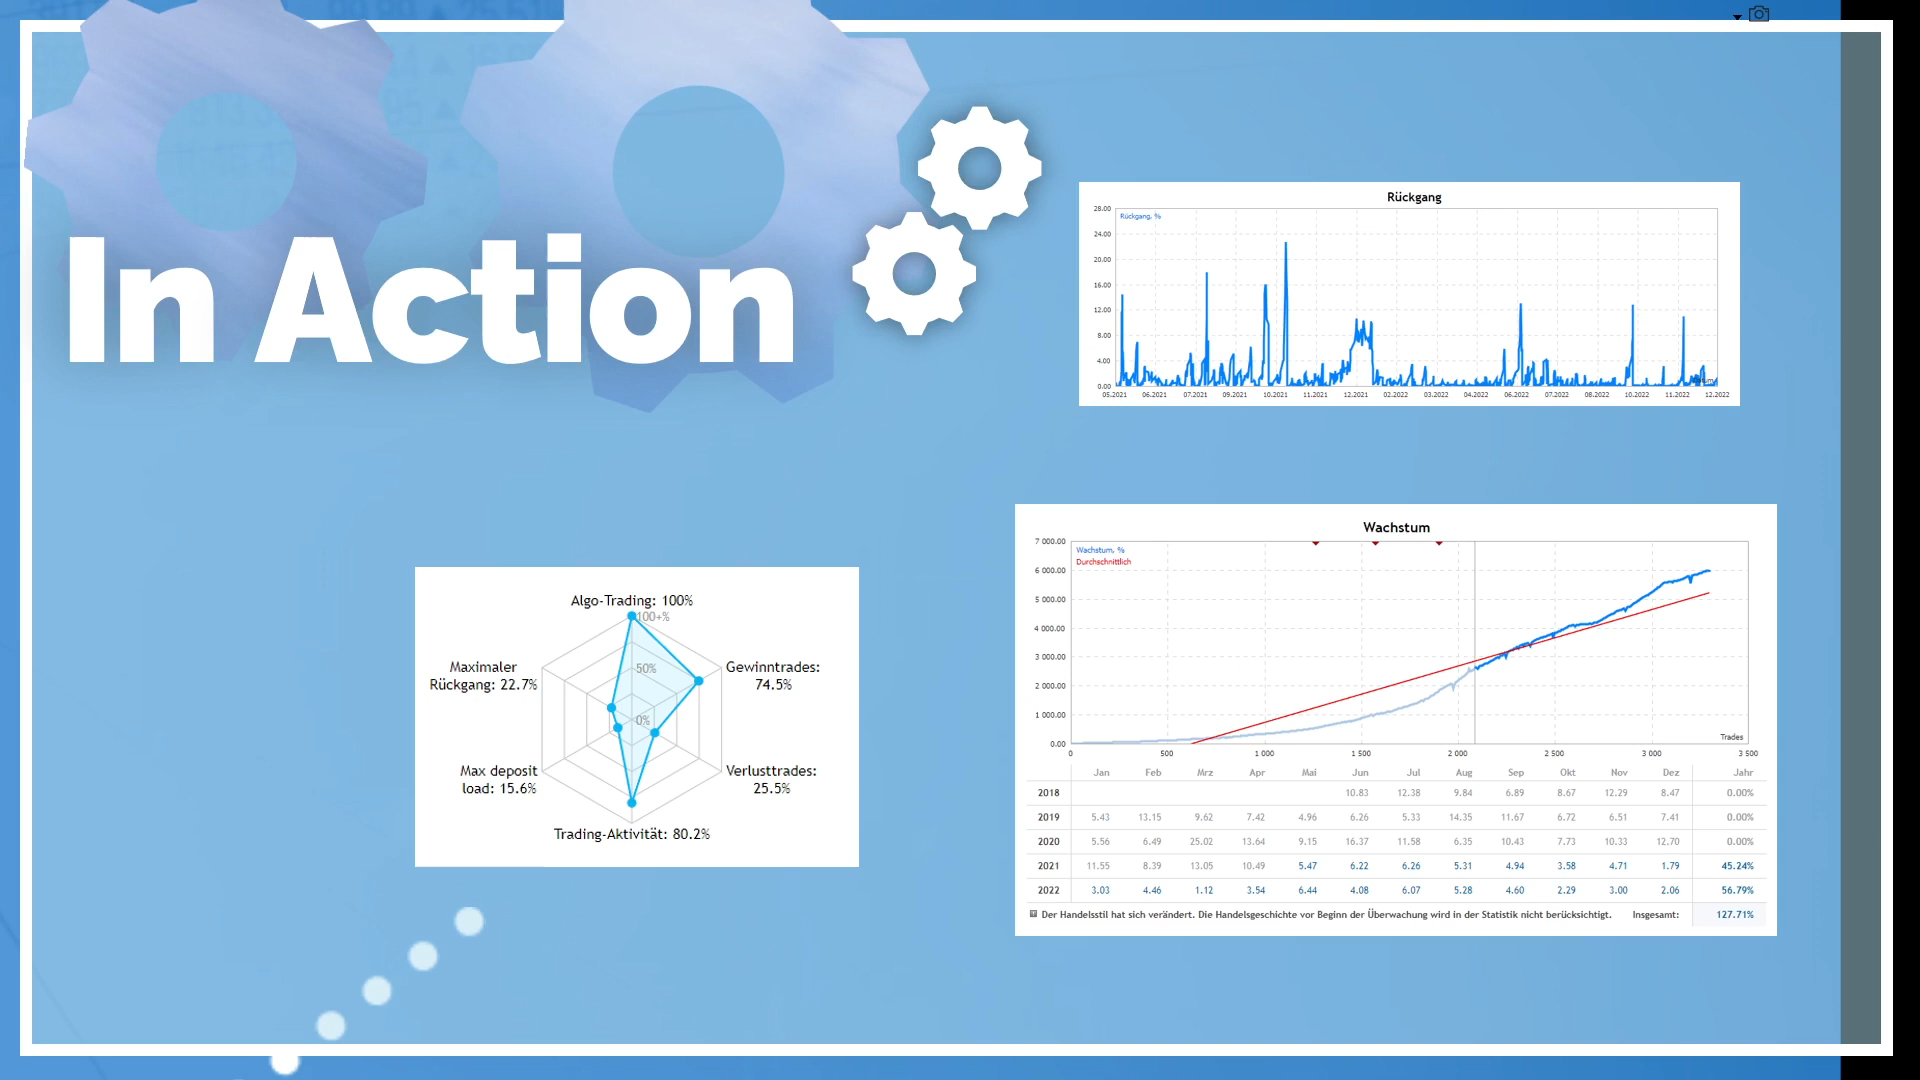 In Action
Rückgang
Rückgang, %
28.00
24.00
20.00
16.00
12.00
8.00
4.00
0.00
05.2021 06.2021 07.2021 09.2021 10.2021 11.2021 12.2021 02.2022 03.2022 04.2022 06.2022 07.2022 08.2022 10.2022 11.2022 12.2022
Algo-Trading: 100%
100+%
Maximaler
Rückgang: 22.7%
50%
Gewinntrades:
74.5%
0%
Max deposit
load: 15.6%
Verlusttrades:
25.5%
Trading-Aktivität: 80.2%
Wachstum
Wachstum, %
Durchschnittlich
7 000.00
6 000.00
5 000.00
4 000.00
3 000.00
2 000.00
1 000.00
0.00
Trades
0 500 1 000 1 500 2 000 2 500 3 000 3 500
Jan Feb Mrz Apr Mai Jun Jul Aug Sep Okt Nov Dez Jahr
2018 10.83 12.38 9.84 6.89 8.67 12.29 8.47 0.00%
2019 5.43 13.15 9.62 7.42 4.96 6.26 5.33 14.35 11.67 6.72 6.51 7.41 0.00%
2020 5.56 6.49 25.02 13.64 9.15 16.37 11.58 6.35 10.43 7.73 10.33 12.70 0.00%
2021 11.55 8.39 13.05 10.49 5.47 6.22 6.26 5.31 4.94 3.58 4.71 1.79 45.24%
2022 3.03 4.46 1.12 3.54 6.44 4.08 6.07 5.28 4.60 2.29 3.00 2.06 56.79%
Der Handelsstil hat sich verändert. Die Handelsgeschichte vor Beginn der Überwachung wird in der Statistik nicht berücksichtigt. Insgesamt: 127.71%